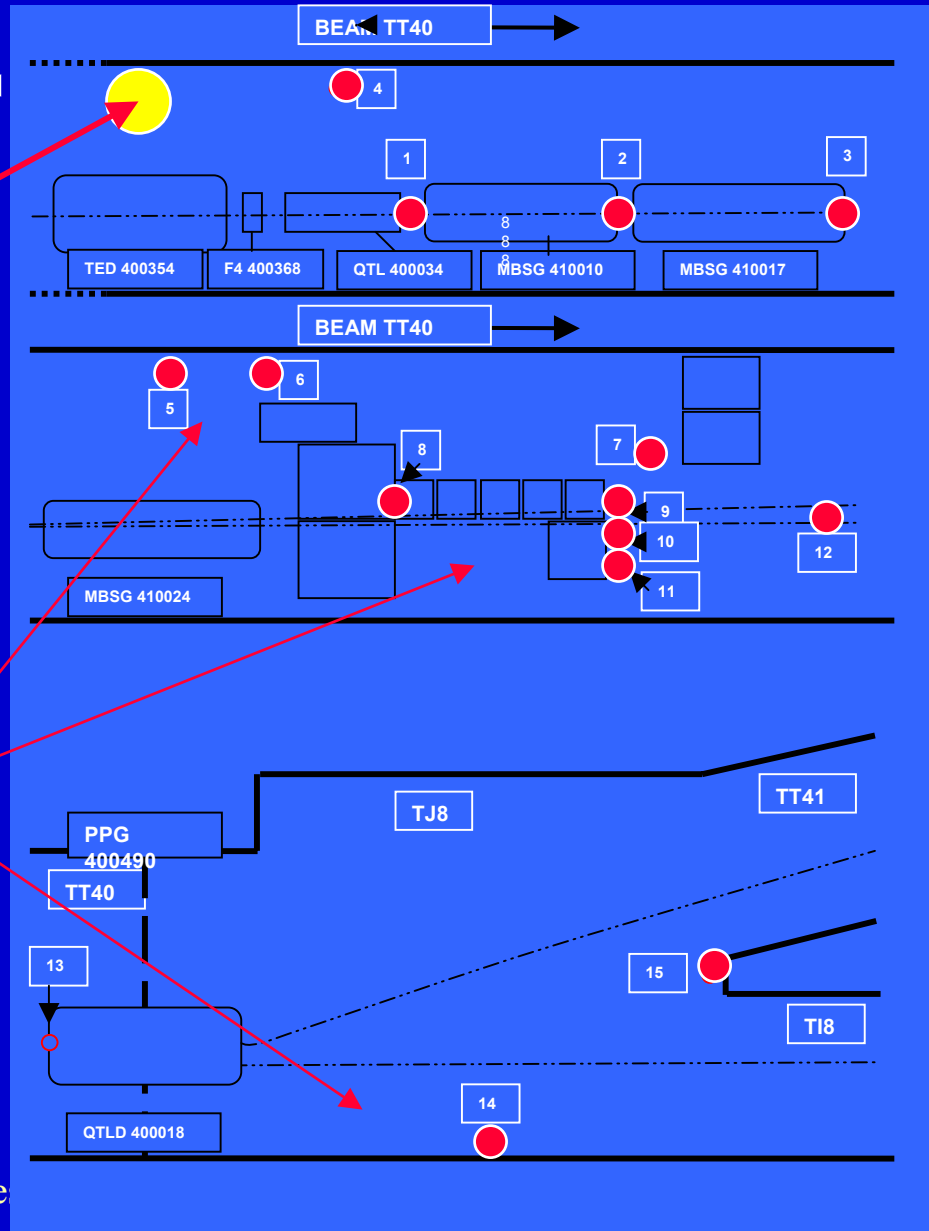 BEAM TT40
4
1
2
3
8
8
8
TED 400354
F4 400368
QTL 400034
MBSG 410010
MBSG 410017
BEAM TT40
6
5
8
7
9
10
12
11
MBSG 410024
TT41
TJ8
PPG
400490
TT40
13
15
TI8
14
QTLD 400018
e